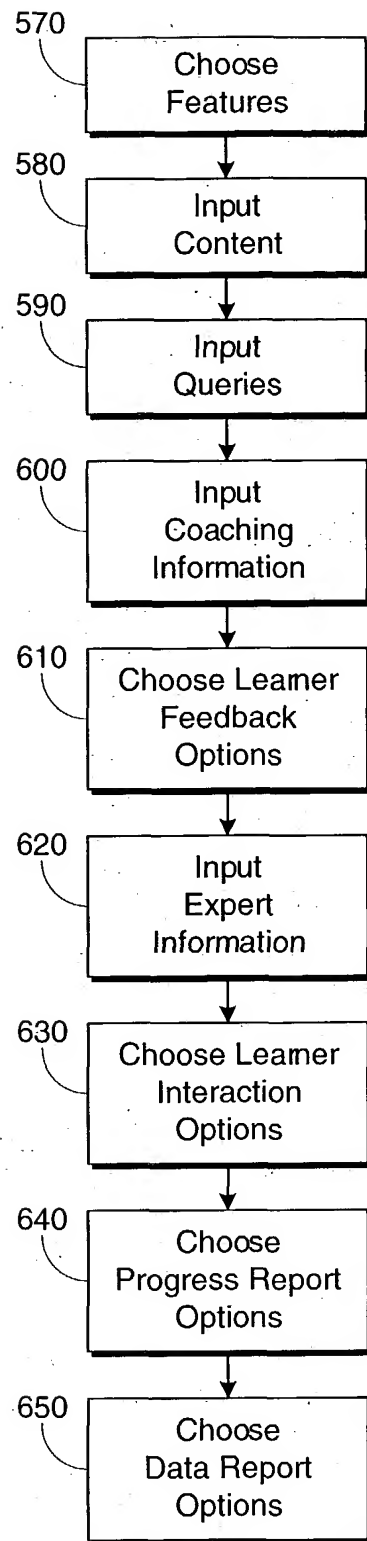 570
Choose
Features
580
Input
Content
590
Input
Queries
600
Input
Coaching
Information
610
Choose Learner
Feedback
Options
620
Input
Expert
Information
630
Choose Learner
Interaction
Options
640
Choose
Progress Report
Options
650
Choose
Data Report
Options